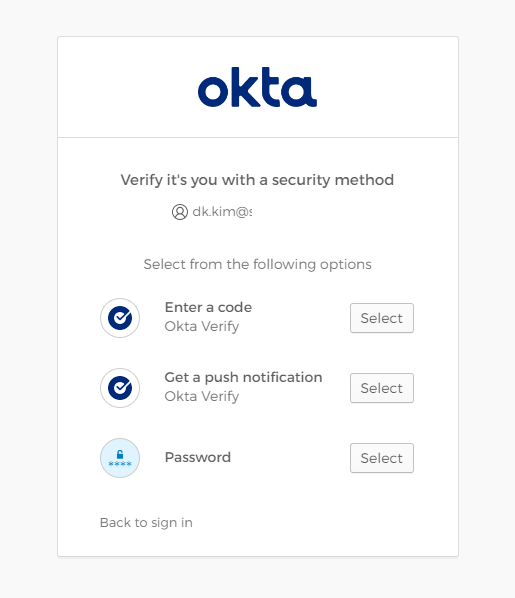 okta
Verify it's you with a security method
dk.kim@s
Select from the following options
Enter a code
Okta Verify
Select
Get a push notification
Okta Verify
Select
****
Password
Select
Back to sign in